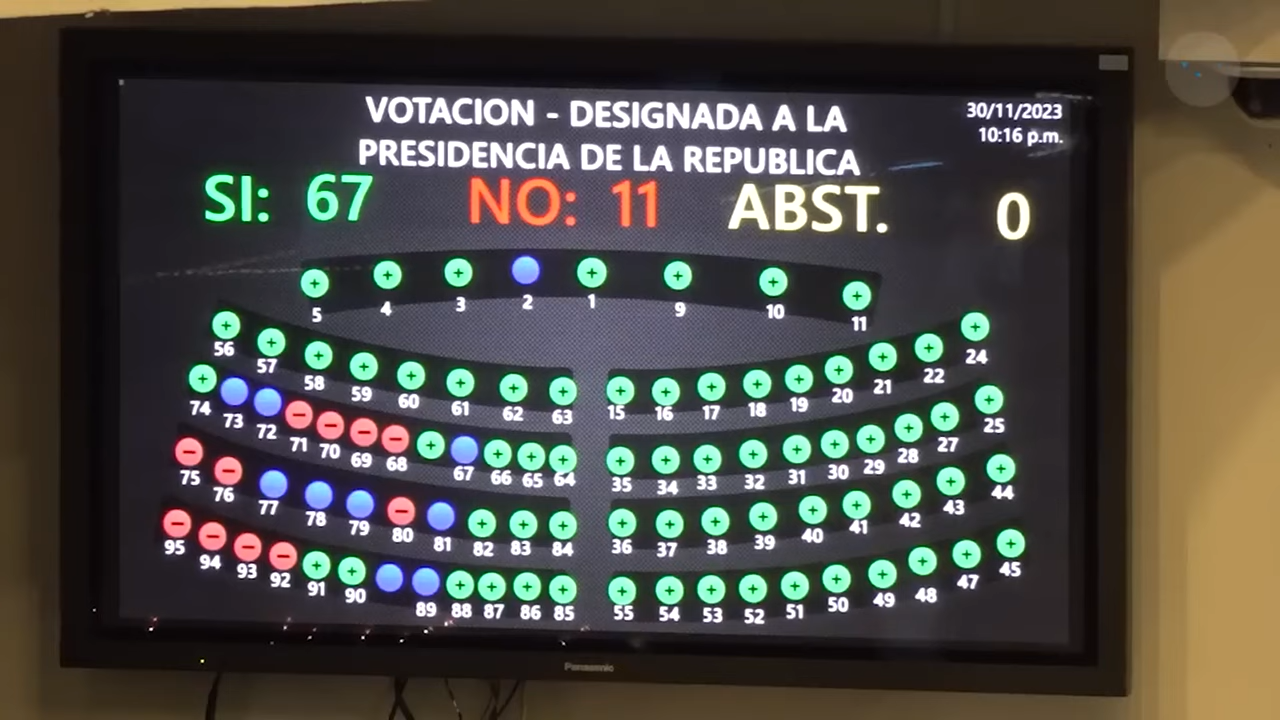 VOTACION - DESIGNADA A LA
PRESIDENCIA DE LA REPUBLICA
30/11/2023
10:16 p.m.
SI: 67 NO: 11 ABST. 0
5 4 3 2 1 9 10 11
56 57 58 59 60 61 62 63 15 16 17 18 19 20 21 22 24
74 73 72 71 70 69 68 67 66 65 64 35 34 33 32 31 30 29 28 27 25
75 76 77 78 79 80 81 82 83 84 36 37 38 39 40 41 42 43 44
95 94 93 92 91 90 89 88 87 86 85 55 54 53 52 51 50 49 48 47 45
Panasonic